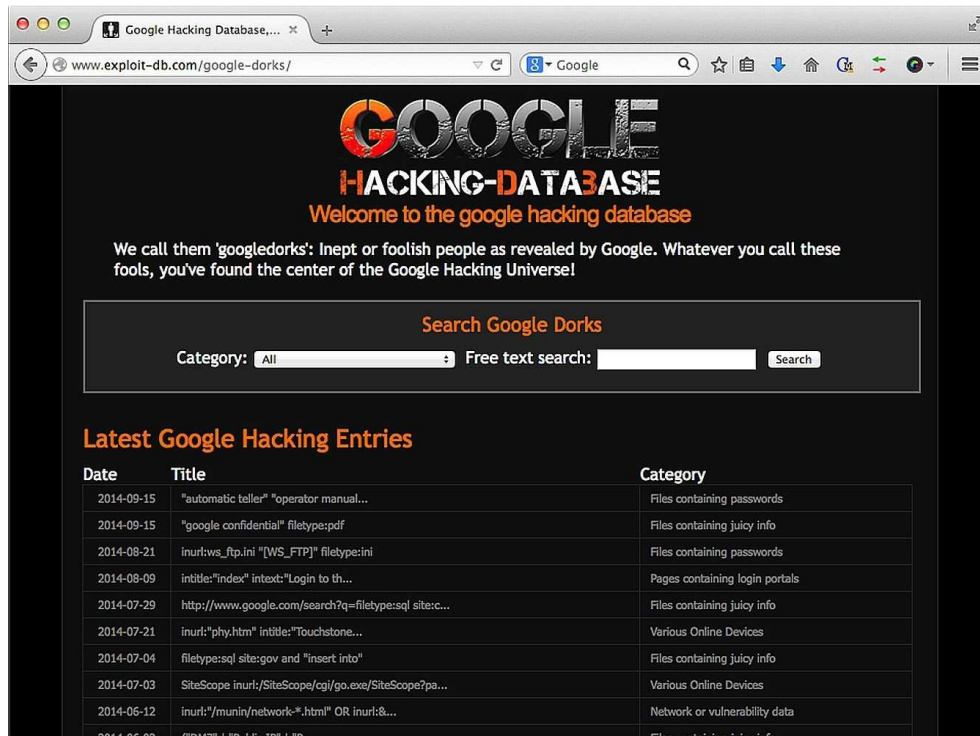 Google Hacking Database,...
www.exploit-db.com/google-dorks/
Google
GOOGLE
HACKING-DATABASE
Welcome to the google hacking database
We call them 'googledorks': Inept or foolish people as revealed by Google. Whatever you call these
fools, you've found the center of the Google Hacking Universe!
Search Google Dorks
Category: All Free text search: Search
Latest Google Hacking Entries
Date Title Category
2014-09-15 "automatic teller" "operator manual... Files containing passwords
2014-09-15 "google confidential" filetype:pdf Files containing juicy info
2014-08-21 inurl:ws_ftp.ini "[WS_FTP]" filetype:ini Files containing passwords
2014-08-09 intitle:"index" intext:"Login to th... Pages containing login portals
2014-07-29 http://www.google.com/search?q=filetype:sql site:c... Files containing juicy info
2014-07-21 inurl:"phy.htm" intitle:"Touchstone... Various Online Devices
2014-07-04 filetype:sql site:gov and "insert into" Files containing juicy info
2014-07-03 SiteScope inurl:/SiteScope/cgi/go.exe/SiteScope?pa... Various Online Devices
2014-06-12 inurl:"/munin/network-*.html" OR inurl:&... Network or vulnerability data